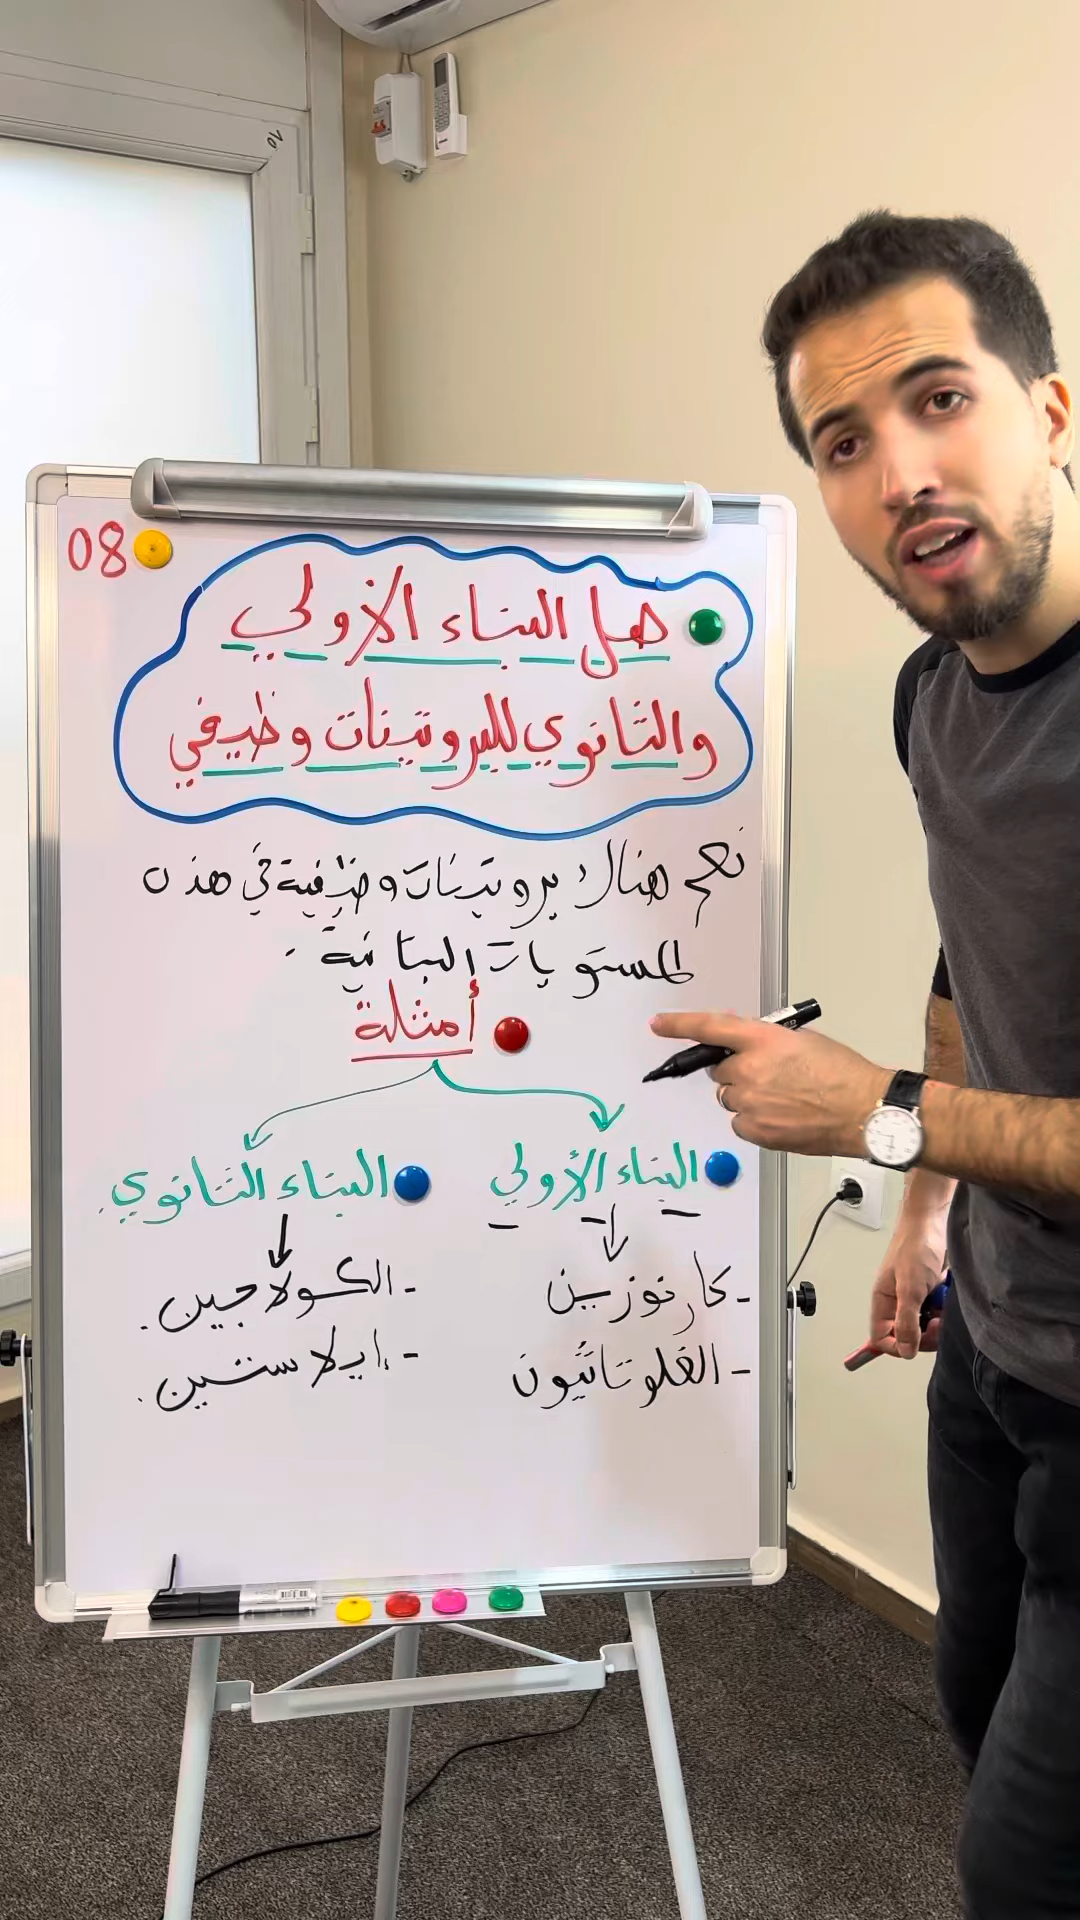 08
هل البناء الأولي
والثانوي للبروتينات وظيفي
نعم هناك بروتينات وظيفية في هذه
المستويات البنائية.
أمثلة
البناء الأولي
- كارنوزين
- الغلوتاثيون
البناء الثانوي.
- الكولاجين.
- إيلاستين.